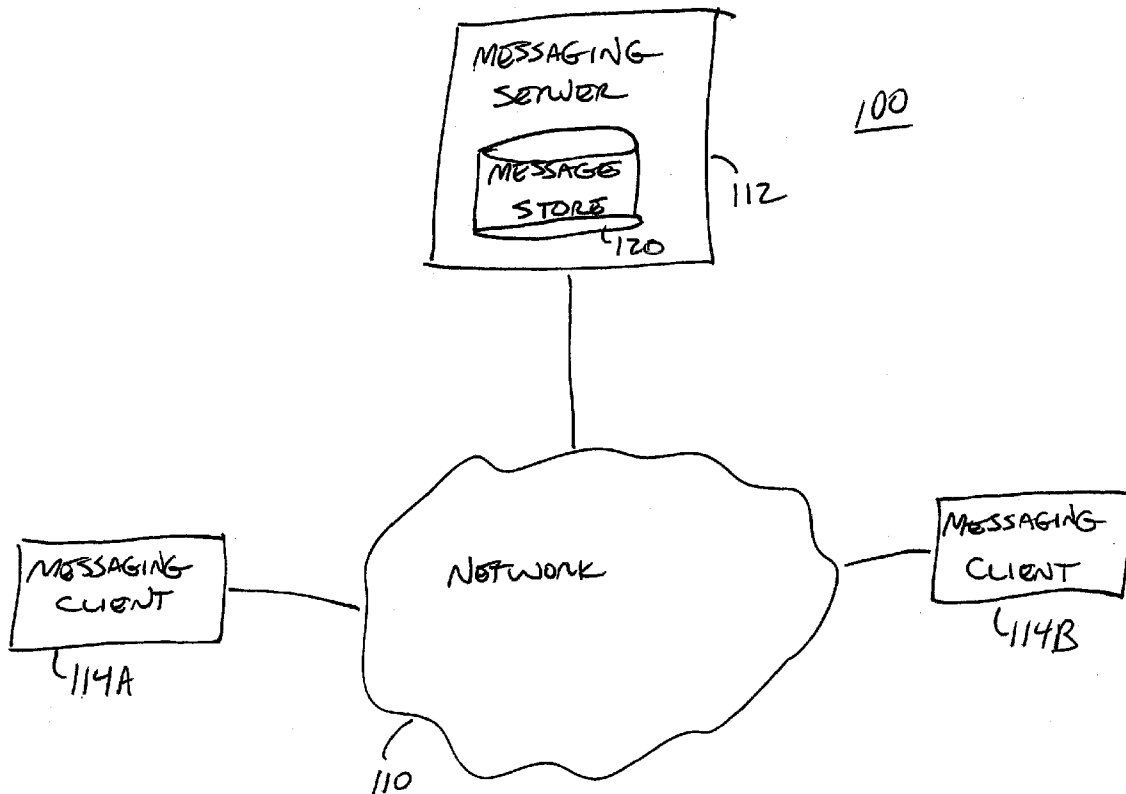 MESSAGING
SERVER
100
MESSAGE
STORE
112
120
MESSAGING
CLIENT
NETWORK
MESSAGING
CLIENT
114A
114B
110